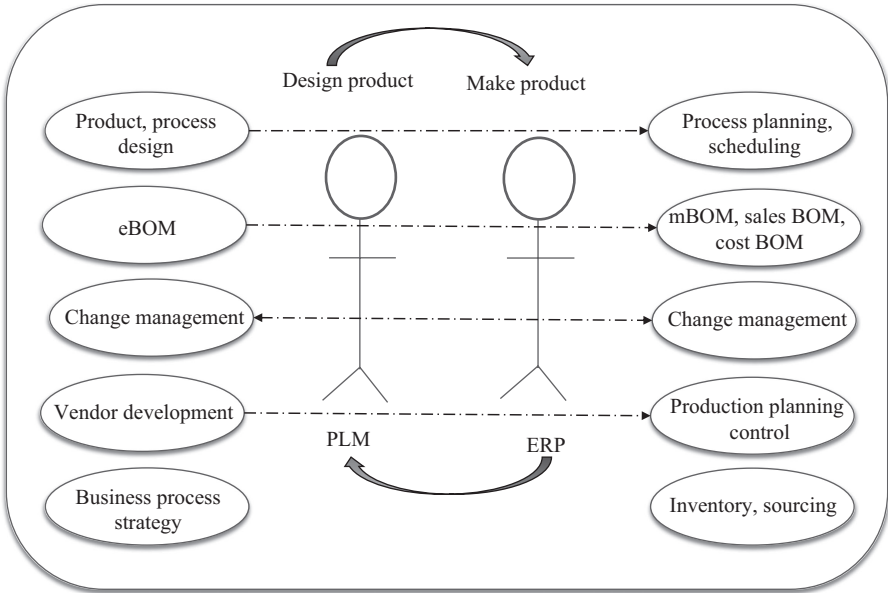 Design product
Make product
Product, process
design
Process planning,
scheduling
eBOM
mBOM, sales BOM,
cost BOM
Change management
Change management
Vendor development
Production planning
control
PLM
ERP
Business process
strategy
Inventory, sourcing